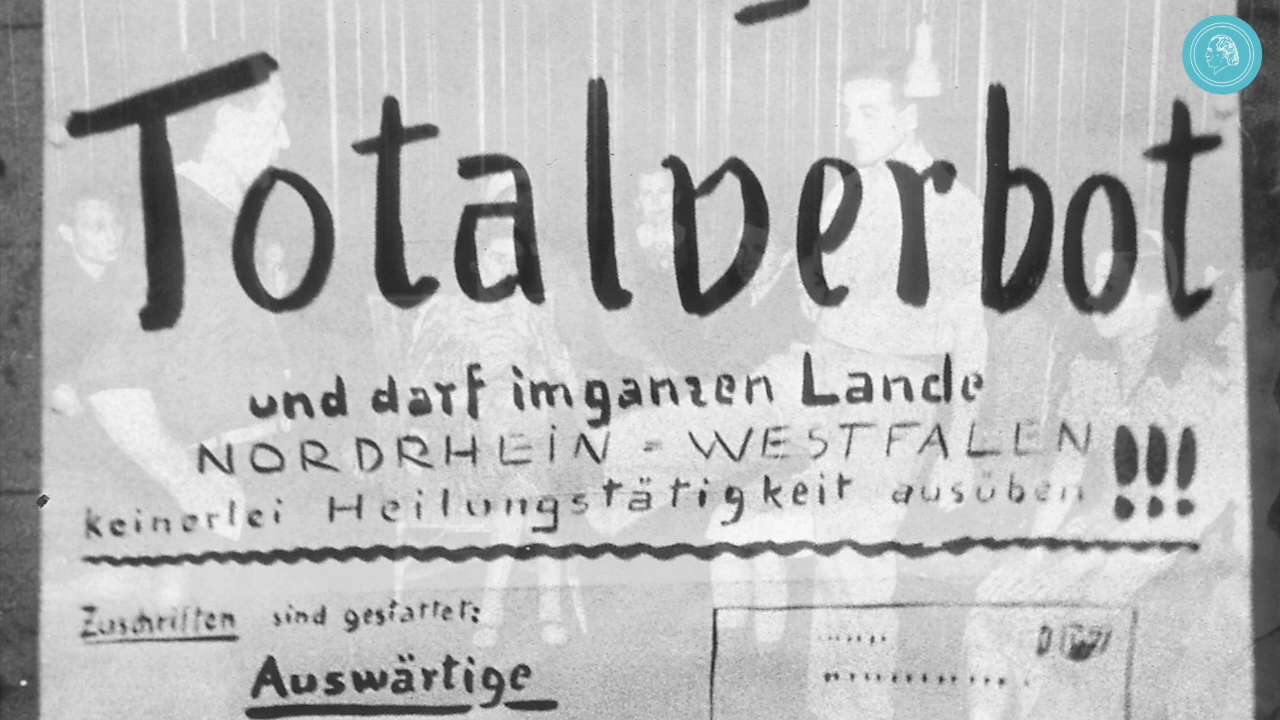 Totalverbot
und darf im ganzen Lande
NORDRHEIN = WESTFALEN !!!
keinerlei Heilungstätigkeit ausüben
Zuschriften sind gestattet:
Auswärtige